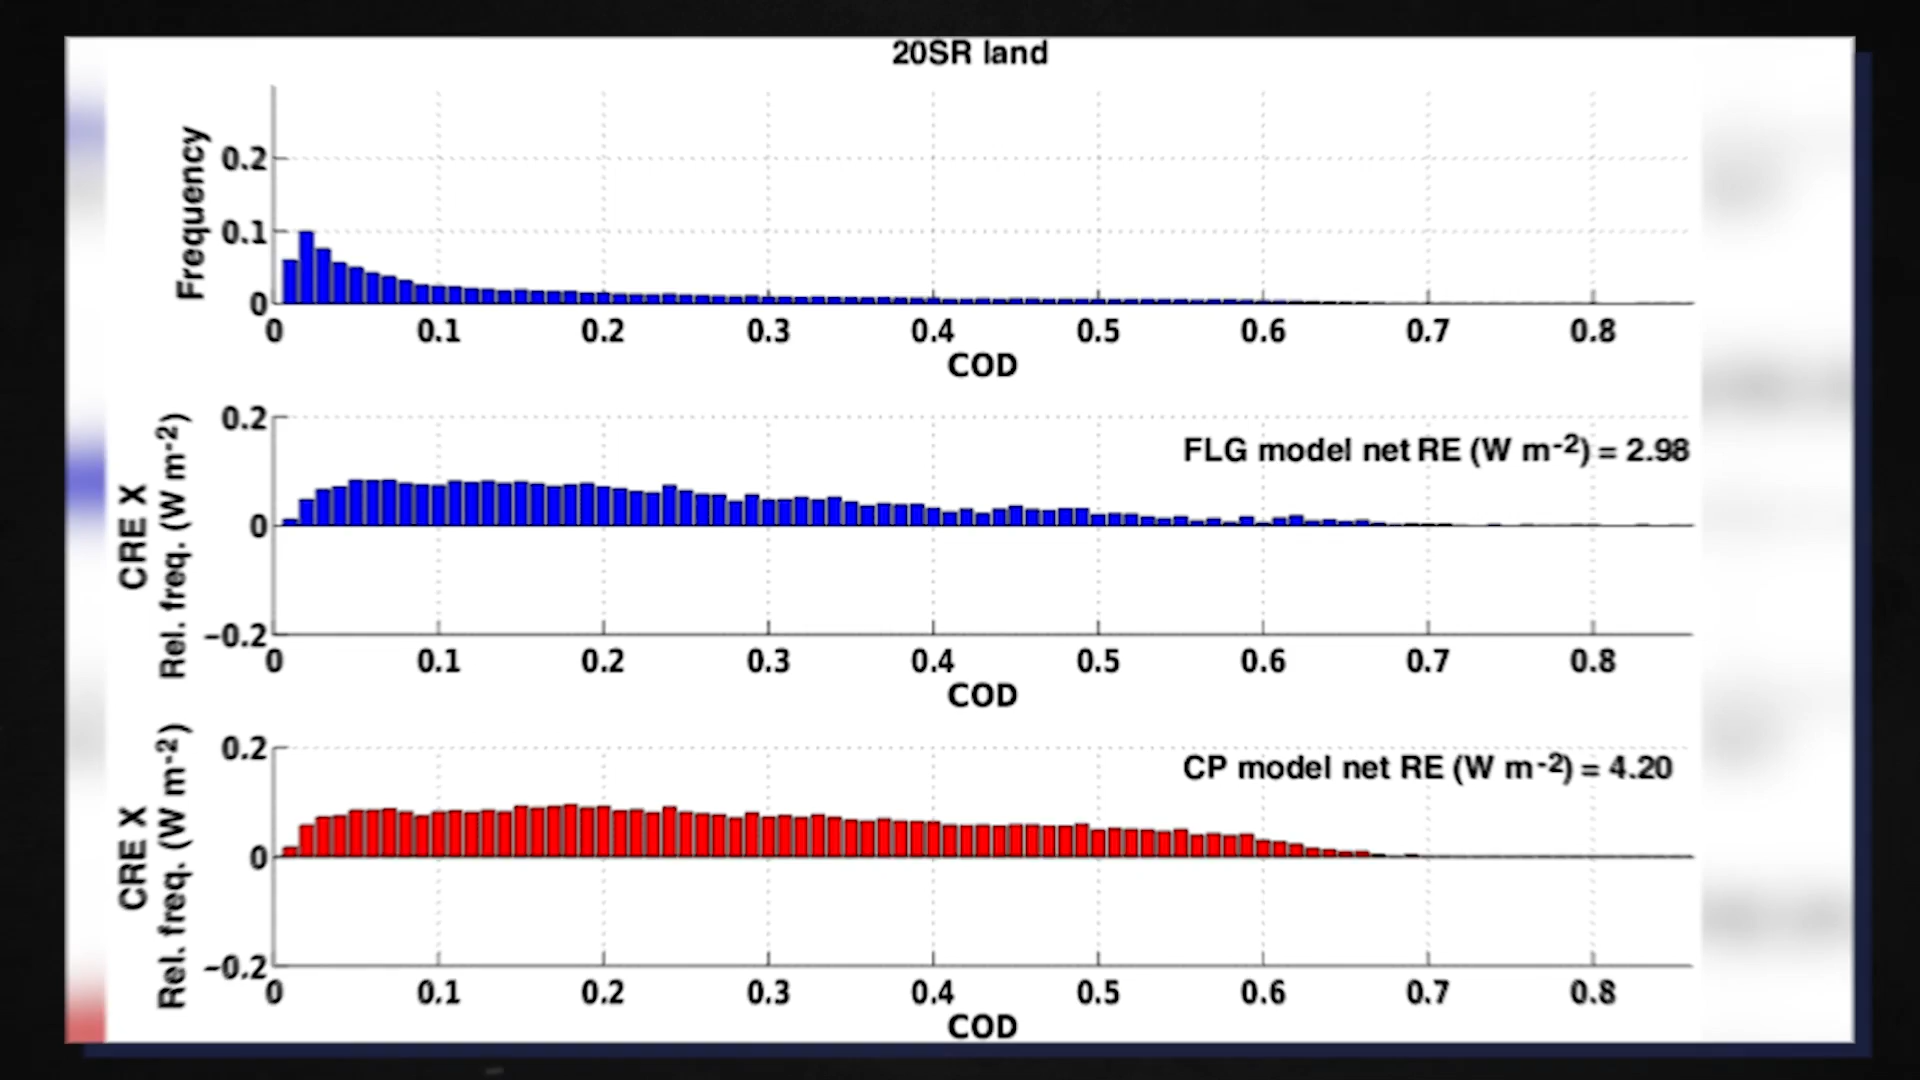 20SR land
Frequency
0.2
0.1
0
0 0.1 0.2 0.3 0.4 0.5 0.6 0.7 0.8
COD
CRE X
Rel. freq. (W m-2)
0.2
0
−0.2
FLG model net RE (W m-2) = 2.98
0 0.1 0.2 0.3 0.4 0.5 0.6 0.7 0.8
COD
CRE X
Rel. freq. (W m-2)
0.2
0
−0.2
CP model net RE (W m-2) = 4.20
0 0.1 0.2 0.3 0.4 0.5 0.6 0.7 0.8
COD